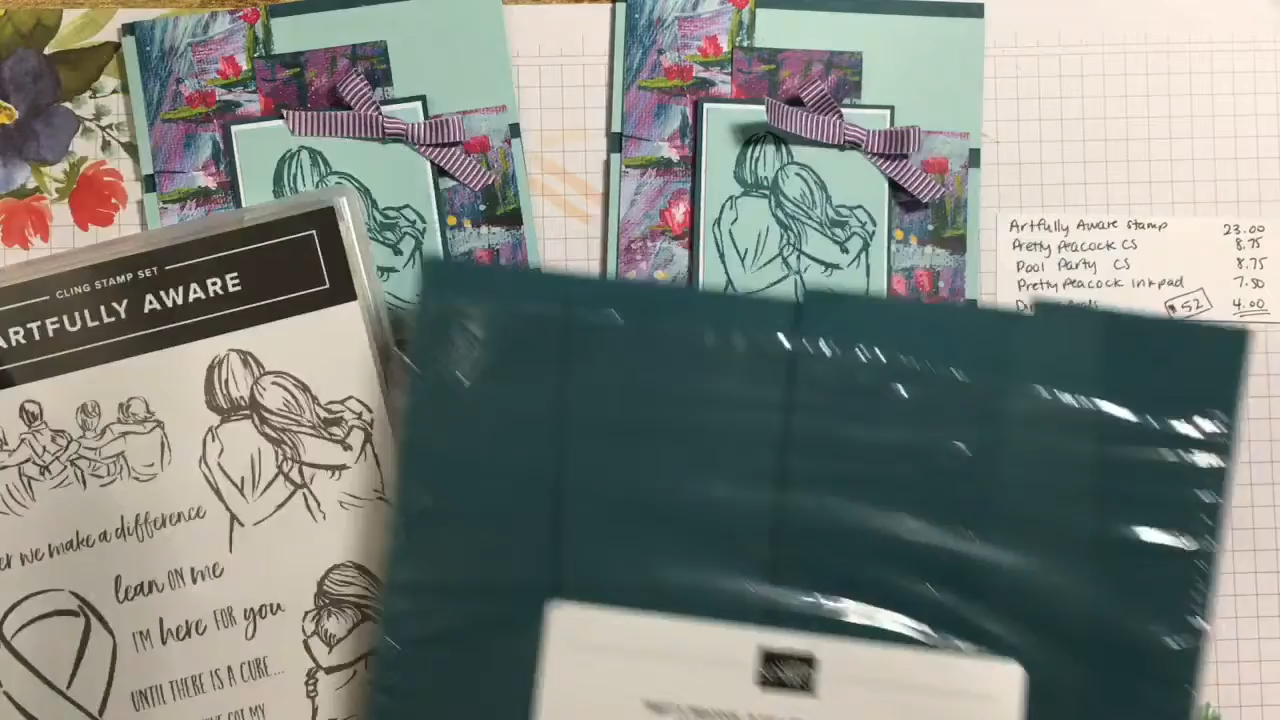 CLING STAMP SET
ARTFULLY AWARE
we make a difference
lean ON me
I'M here FOR you
UNTIL THERE IS A CURE...
GOT MY
Artfully Aware Stamp 23.00
Pretty Peacock CS 8.75
Pool Party CS 8.75
Pretty Peacock inkpad 7.50
$52 4.00